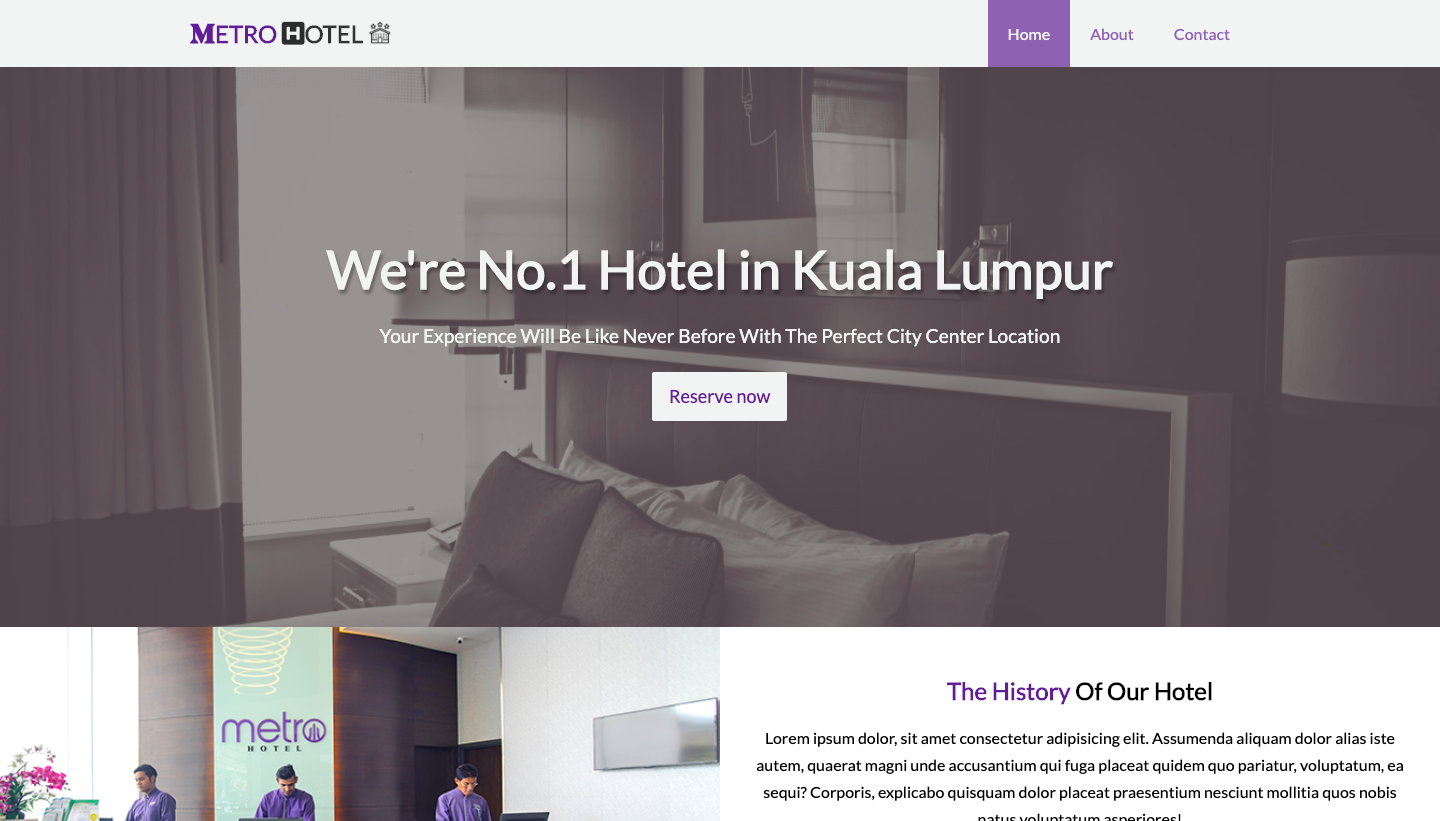 METRO HOTEL
Home
About
Contact
We're No.1 Hotel in Kuala Lumpur
Your Experience Will Be Like Never Before With The Perfect City Center Location
Reserve now
metro
HOTEL
The History Of Our Hotel
Lorem ipsum dolor, sit amet consectetur adipisicing elit. Assumenda aliquam dolor alias iste
autem, quaerat magni unde accusantium qui fuga placeat quidem quo pariatur, voluptatum, ea
sequi? Corporis, explicabo quisquam dolor placeat praesentium nesciunt mollitia quos nobis
natus voluptatum asperiores!